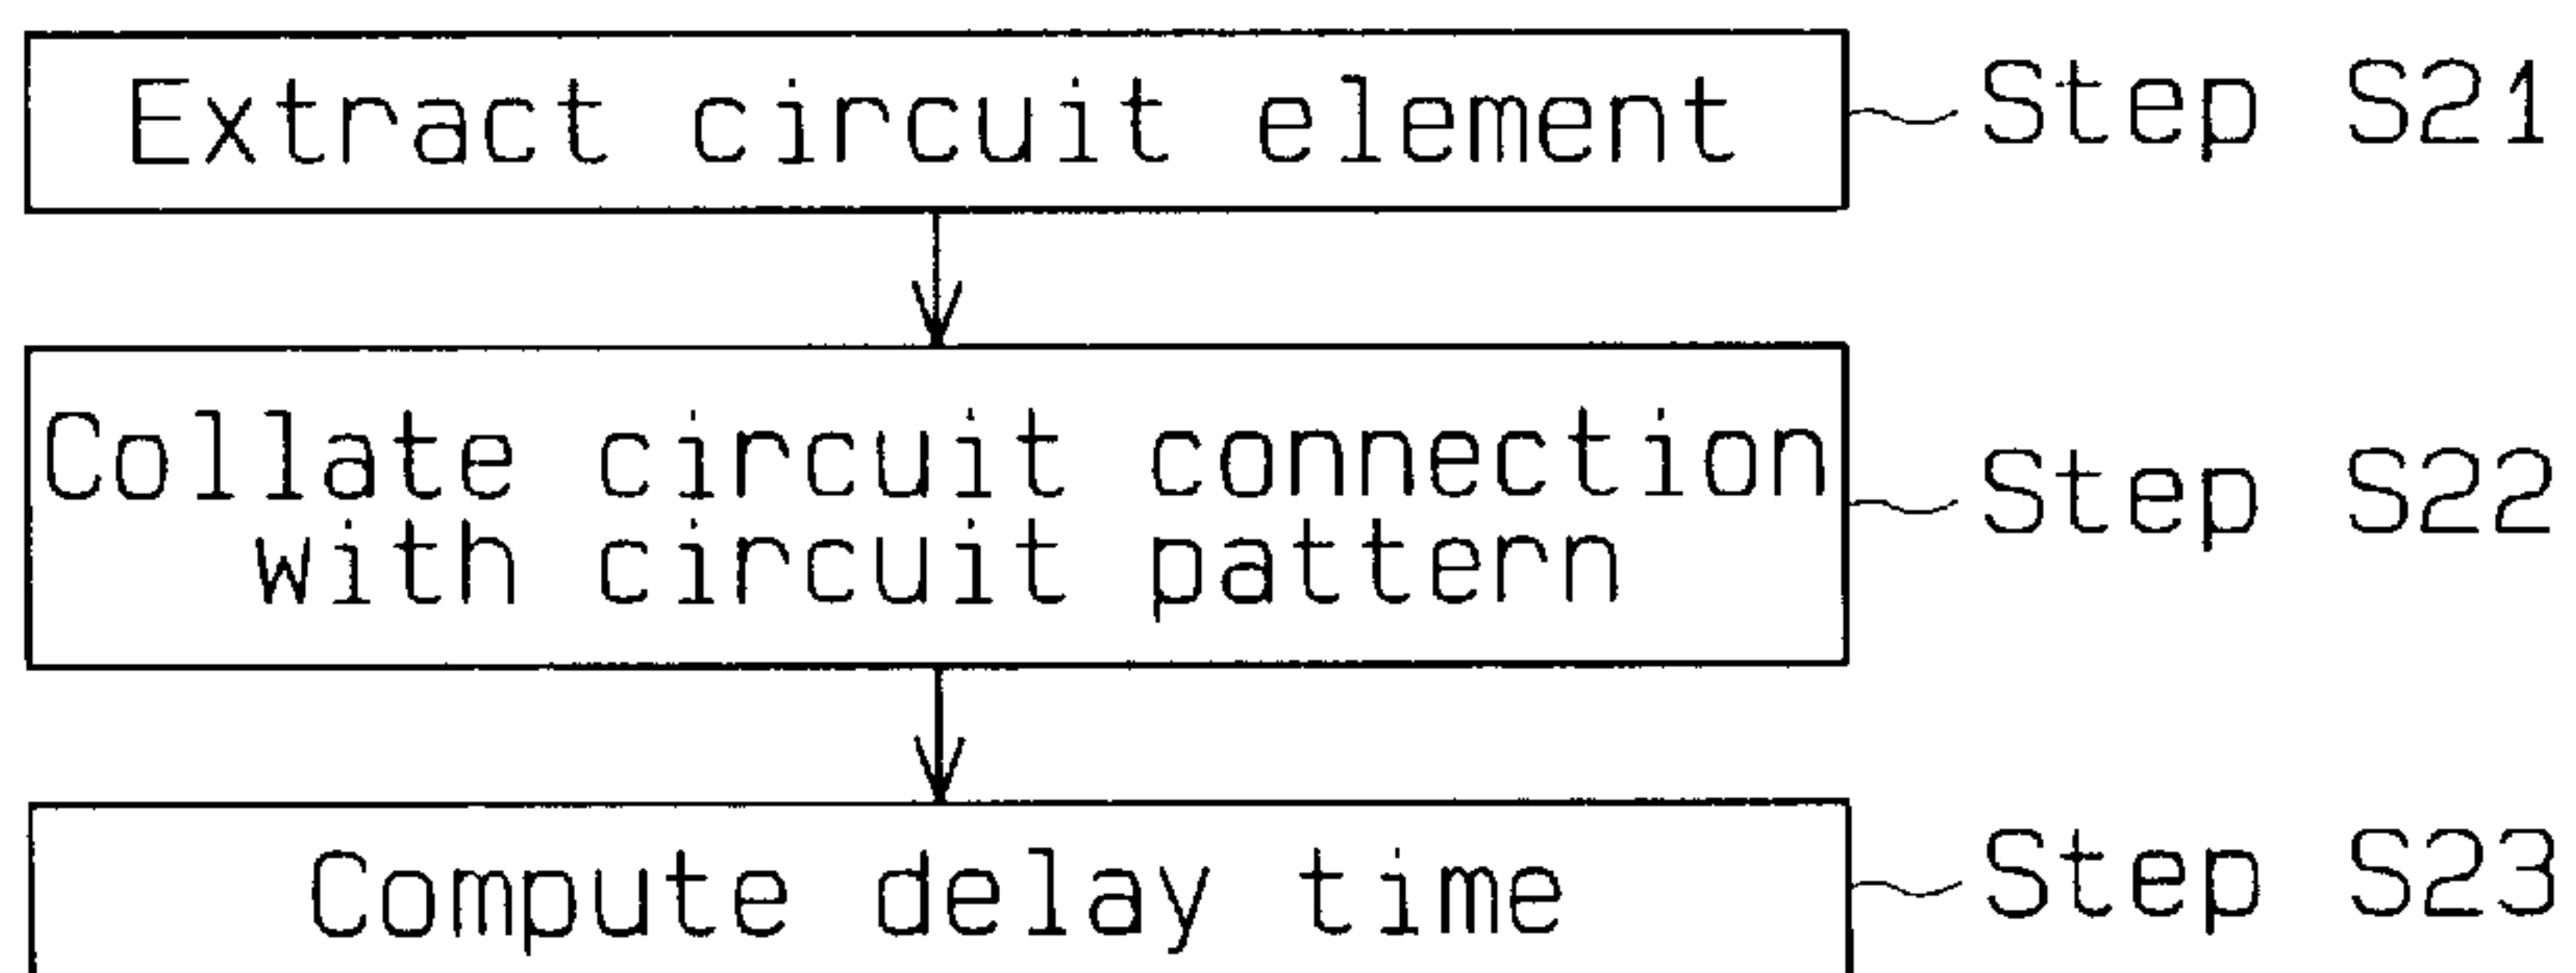 Extract circuit element
Step S21
Collate circuit connection
with circuit pattern
Step S22
Compute delay time
Step S23